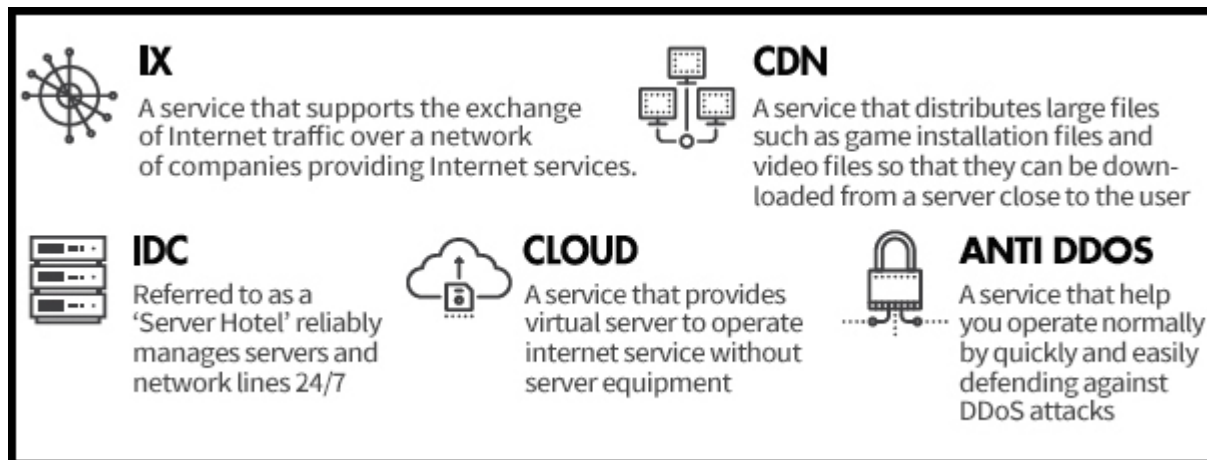 IX
A service that supports the exchange
of Internet traffic over a network
of companies providing Internet services.
CDN
A service that distributes large files
such as game installation files and
video files so that they can be down-
loaded from a server close to the user
IDC
Referred to as a
‘Server Hotel’ reliably
manages servers and
network lines 24/7
CLOUD
A service that provides
virtual server to operate
internet service without
server equipment
ANTI DDOS
A service that help
you operate normally
by quickly and easily
defending against
DDoS attacks